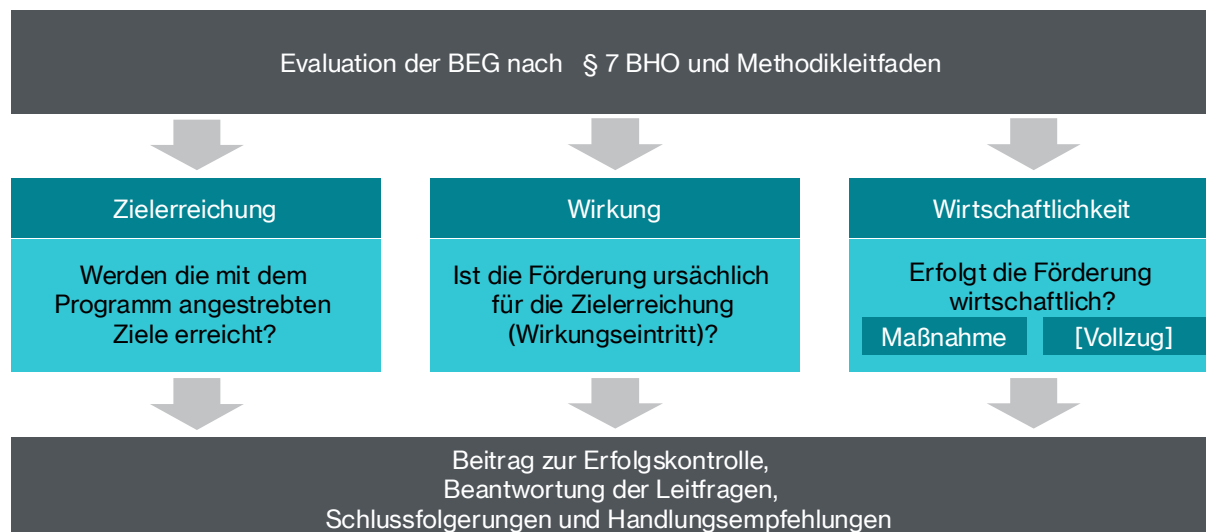 Evaluation der BEG nach § 7 BHO und Methodikleitfaden
Zielerreichung
Werden die mit dem
Programm angestrebten
Ziele erreicht?
Wirkung
Ist die Förderung ursächlich
für die Zielerreichung
(Wirkungseintritt)?
Wirtschaftlichkeit
Erfolgt die Förderung
wirtschaftlich?
Maßnahme
[Vollzug]
Beitrag zur Erfolgskontrolle,
Beantwortung der Leitfragen,
Schlussfolgerungen und Handlungsempfehlungen